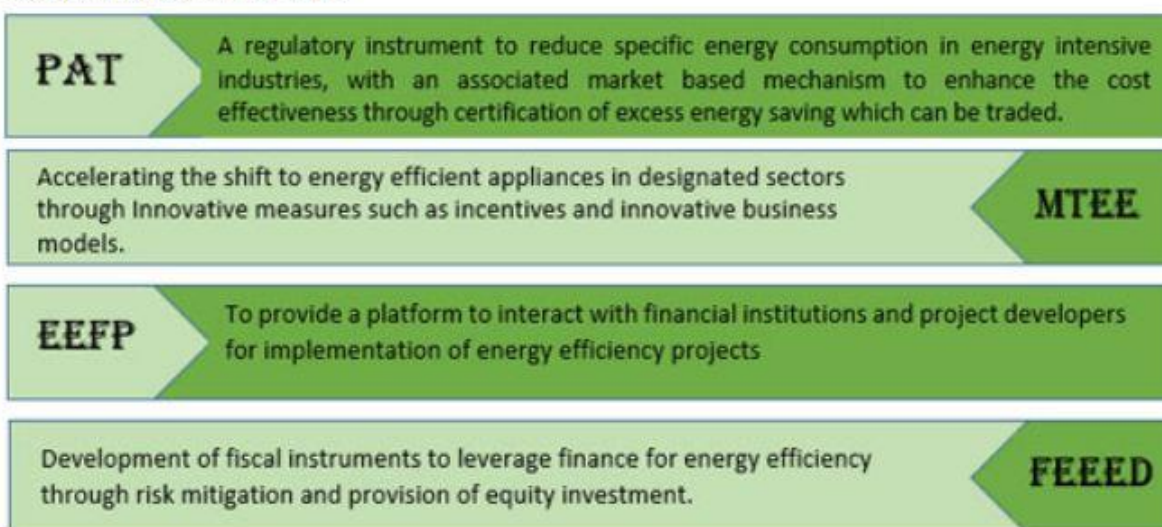 PAT
A regulatory instrument to reduce specific energy consumption in energy intensive
industries, with an associated market based mechanism to enhance the cost
effectiveness through certification of excess energy saving which can be traded.
Accelerating the shift to energy efficient appliances in designated sectors
through Innovative measures such as incentives and innovative business
models.
MTEE
EEFP
To provide a platform to interact with financial institutions and project developers
for implementation of energy efficiency projects
Development of fiscal instruments to leverage finance for energy efficiency
through risk mitigation and provision of equity investment.
FEEED